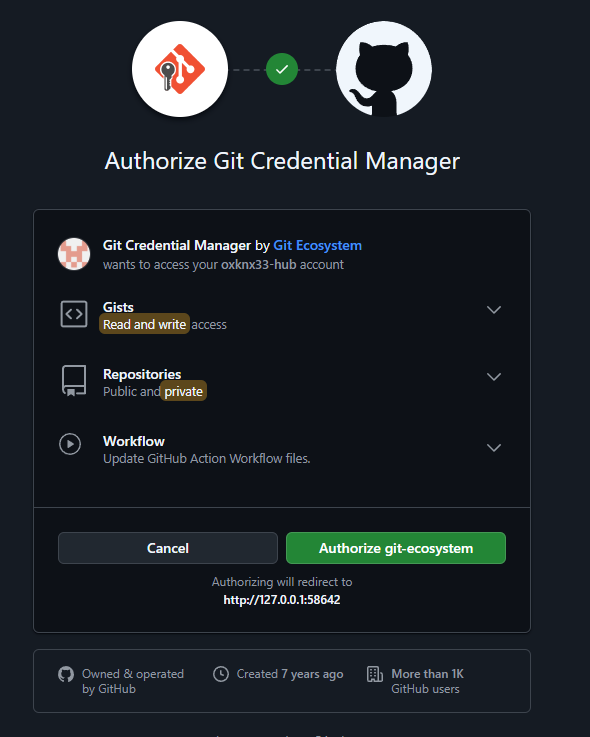 Authorize Git Credential Manager
Git Credential Manager by Git Ecosystem
wants to access your oxknx33-hub account
Gists
Read and write access
Repositories
Public and private
Workflow
Update GitHub Action Workflow files.
Cancel
Authorize git-ecosystem
Authorizing will redirect to
http://127.0.0.1:58642
Owned & operated
by GitHub
Created 7 years ago
More than 1K
GitHub users